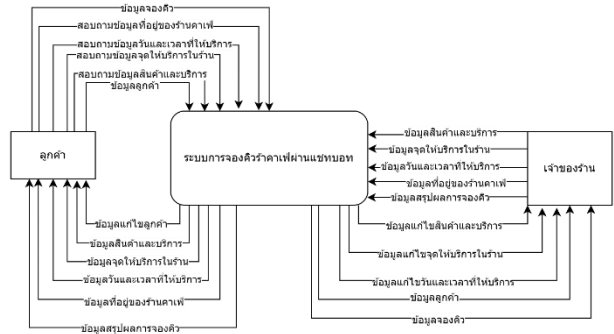 ข้อมูลจองคิว
สอบถามข้อมูลที่อยู่ของร้านคาเฟ่
สอบถามข้อมูลวันและเวลาที่ให้บริการ
สอบถามข้อมูลจุดให้บริการในร้าน
สอบถามข้อมูลสินค้าและบริการ
ข้อมูลลูกค้า
ลูกค้า
ระบบการจองคิวร้าคาเฟ่ผ่านแชทบอท
เจ้าของร้าน
ข้อมูลสินค้าและบริการ
ข้อมูลจุดให้บริการในร้าน
ข้อมูลวันและเวลาที่ให้บริการ
ข้อมูลที่อยู่ของร้านคาเฟ่
ข้อมูลสรุปผลการจองคิว
ข้อมูลแก้ไขลูกค้า
ข้อมูลสินค้าและบริการ
ข้อมูลจุดให้บริการในร้าน
ข้อมูลวันและเวลาที่ให้บริการ
ข้อมูลที่อยู่ของร้านคาเฟ่
ข้อมูลสรุปผลการจองคิว
ข้อมูลแก้ไขสินค้าและบริการ
ข้อมูลแก้ไขจุดให้บริการในร้าน
ข้อมูลแก้ไขวันและเวลาที่ให้บริการ
ข้อมูลลูกค้า
ข้อมูลจองคิว